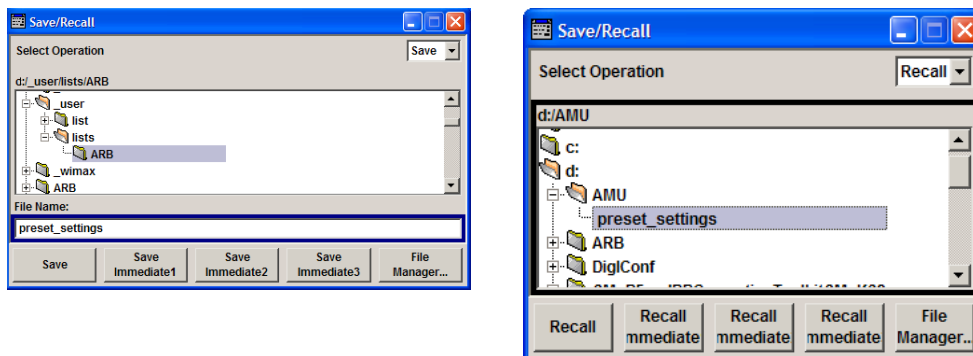 Save/Recall
Select Operation
Save
d:/_user/lists/ARB
_user
list
lists
ARB
_wimax
ARB
File Name:
preset_settings
Save
Save Immediate1
Save Immediate2
Save Immediate3
File Manager...
Save/Recall
Select Operation
Recall
d:/AMU
c:
d:
AMU
preset_settings
ARB
DiglConf
Recall
Recall mmediate
Recall mmediate
Recall mmediate
File Manager..